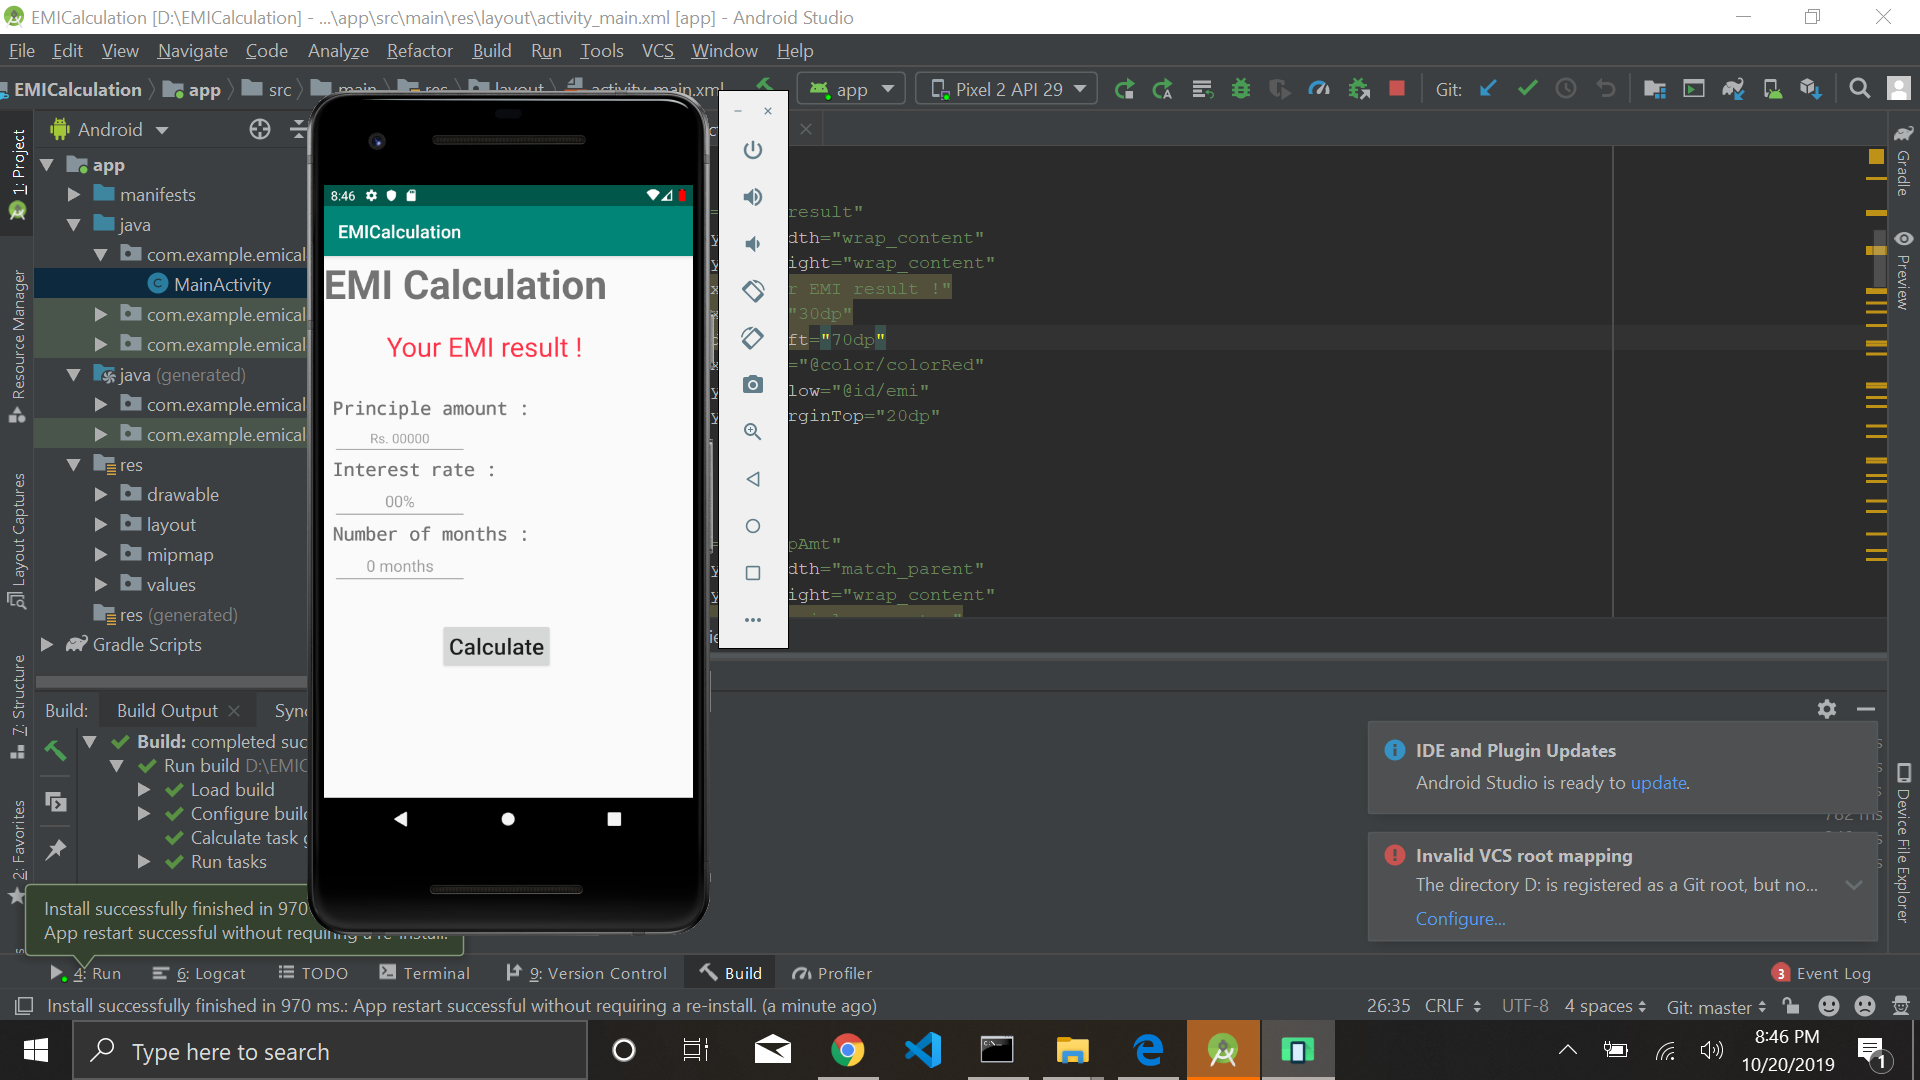 EMICalculation [D:\EMICalculation] - ...\app\src\main\res\layout\activity_main.xml [app] - Android Studio
File Edit View Navigate Code Analyze Refactor Build Run Tools VCS Window Help
EMICalculation app src main res layout activity_main.xml app Pixel 2 API 29 Git:
Android
app
manifests
java
com.example.emical
MainActivity
com.example.emical
com.example.emical
java (generated)
com.example.emical
com.example.emical
res
drawable
layout
mipmap
values
res (generated)
Gradle Scripts
1: Project
Resource Manager
Layout Captures
7: Structure
2: Favorites
8:46
EMICalculation
EMI Calculation
Your EMI result !
Principle amount :
Rs. 00000
Interest rate :
00%
Number of months :
0 months
Calculate
result"
dth="wrap_content"
ight="wrap_content"
r EMI result !"
"30dp"
ft="70dp"
="@color/colorRed"
low="@id/emi"
rginTop="20dp"
pAmt"
dth="match_parent"
ight="wrap_content"
Gradle
Preview
Device File Explorer
Build: Build Output Sync
Build: completed suc
Run build D:\EMIC
Load build
Configure build
Calculate task g
Run tasks
IDE and Plugin Updates
Android Studio is ready to update.
782 ms
Invalid VCS root mapping
The directory D: is registered as a Git root, but no...
Configure...
Install successfully finished in 970
App restart successful without requiring a re-install.
4: Run 6: Logcat TODO Terminal 9: Version Control Build Profiler 3 Event Log
Install successfully finished in 970 ms.: App restart successful without requiring a re-install. (a minute ago) 26:35 CRLF UTF-8 4 spaces Git: master
Type here to search
8:46 PM
10/20/2019
1